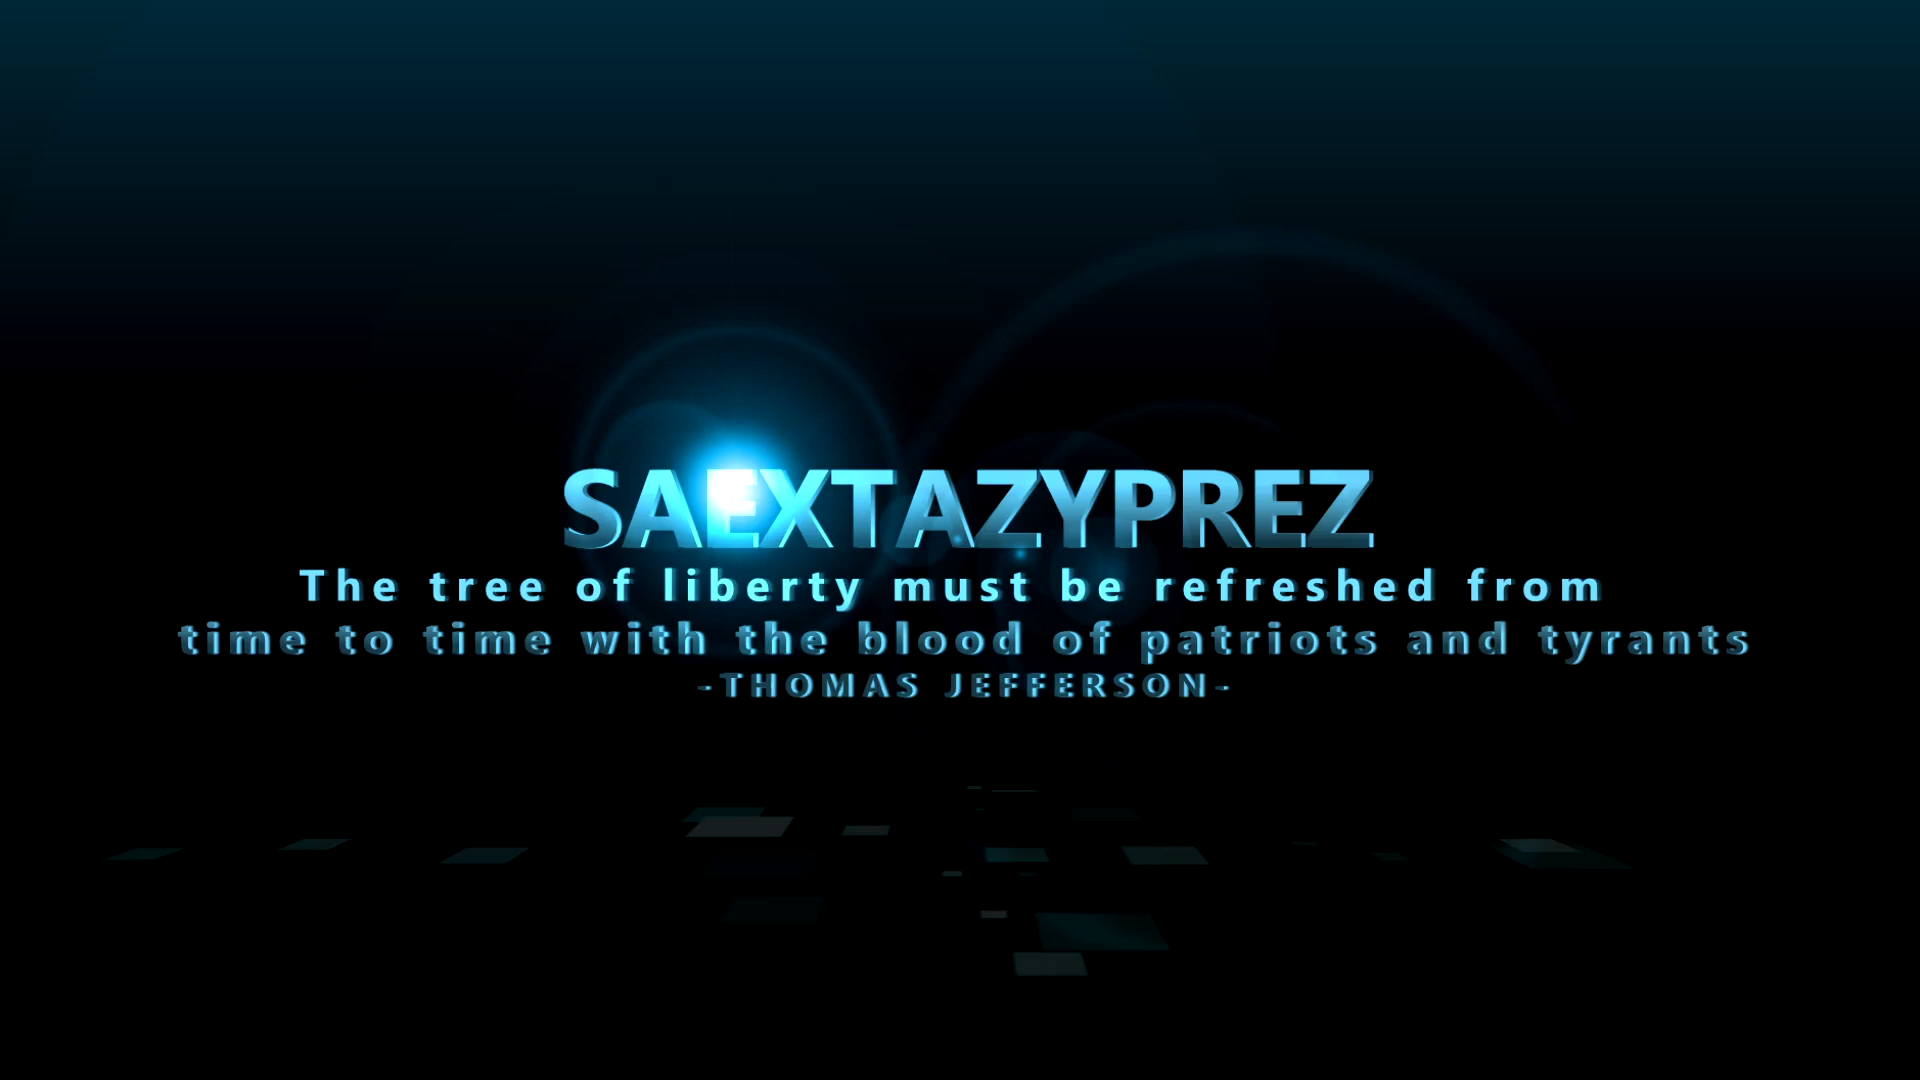 SAEXTAZYPREZ
The tree of liberty must be refreshed from
time to time with the blood of patriots and tyrants
-THOMAS JEFFERSON-